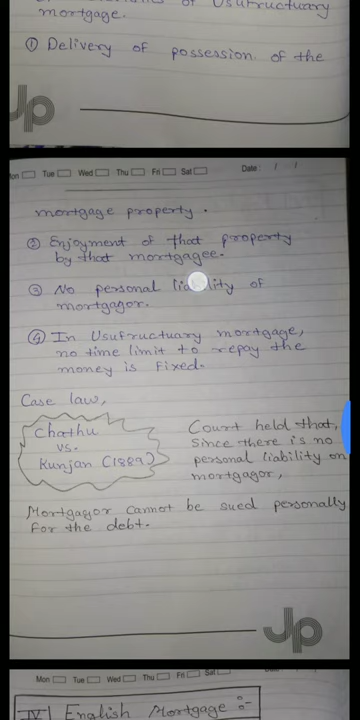 of Usufructuary
mortgage.
① Delivery of possession of the
Jp
Mon Tue Wed Thu Fri Sat Date: / /
mortgage property.
② Enjoyment of that property
by that mortgagee.
③ No personal liability of
mortgagor.
④ In Usufructuary mortgage,
no time limit to repay the
money is fixed.
Case law,
Chathu
vs.
Kunjan (1889)
Court held that,
since there is no
personal liability on
mortgagor,
Mortgagor cannot be sued personally
for the debt.
Jp
Mon Tue Wed Thu Fri Sat
IV English Mortgage :-